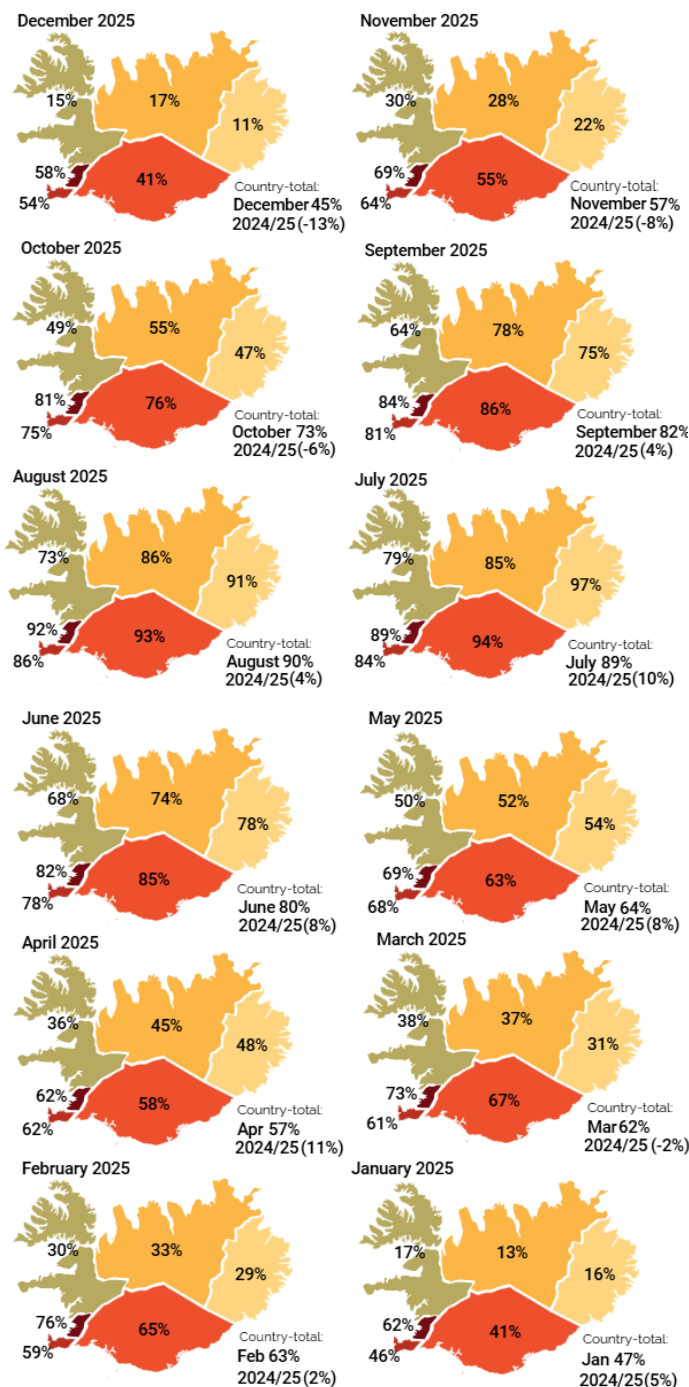 December 2025
15%
17%
11%
58%
41%
54%
Country-total:
December 45%
2024/25 (-13%)
November 2025
30%
28%
22%
69%
55%
64%
Country-total:
November 57%
2024/25 (-8%)
October 2025
49%
55%
47%
81%
76%
75%
Country-total:
October 73%
2024/25 (-6%)
September 2025
64%
78%
75%
84%
86%
81%
Country-total:
September 82%
2024/25 (4%)
August 2025
73%
86%
91%
92%
93%
86%
Country-total:
August 90%
2024/25 (4%)
July 2025
79%
85%
97%
89%
94%
84%
Country-total:
July 89%
2024/25 (10%)
June 2025
68%
74%
78%
82%
85%
78%
Country-total:
June 80%
2024/25 (8%)
May 2025
50%
52%
54%
69%
63%
68%
Country-total:
May 64%
2024/25 (8%)
April 2025
36%
45%
48%
62%
58%
62%
Country-total:
Apr 57%
2024/25 (11%)
March 2025
38%
37%
31%
73%
67%
61%
Country-total:
Mar 62%
2024/25 (-2%)
February 2025
30%
33%
29%
76%
65%
59%
Country-total:
Feb 63%
2024/25 (2%)
January 2025
17%
13%
16%
62%
41%
46%
Country-total:
Jan 47%
2024/25 (5%)